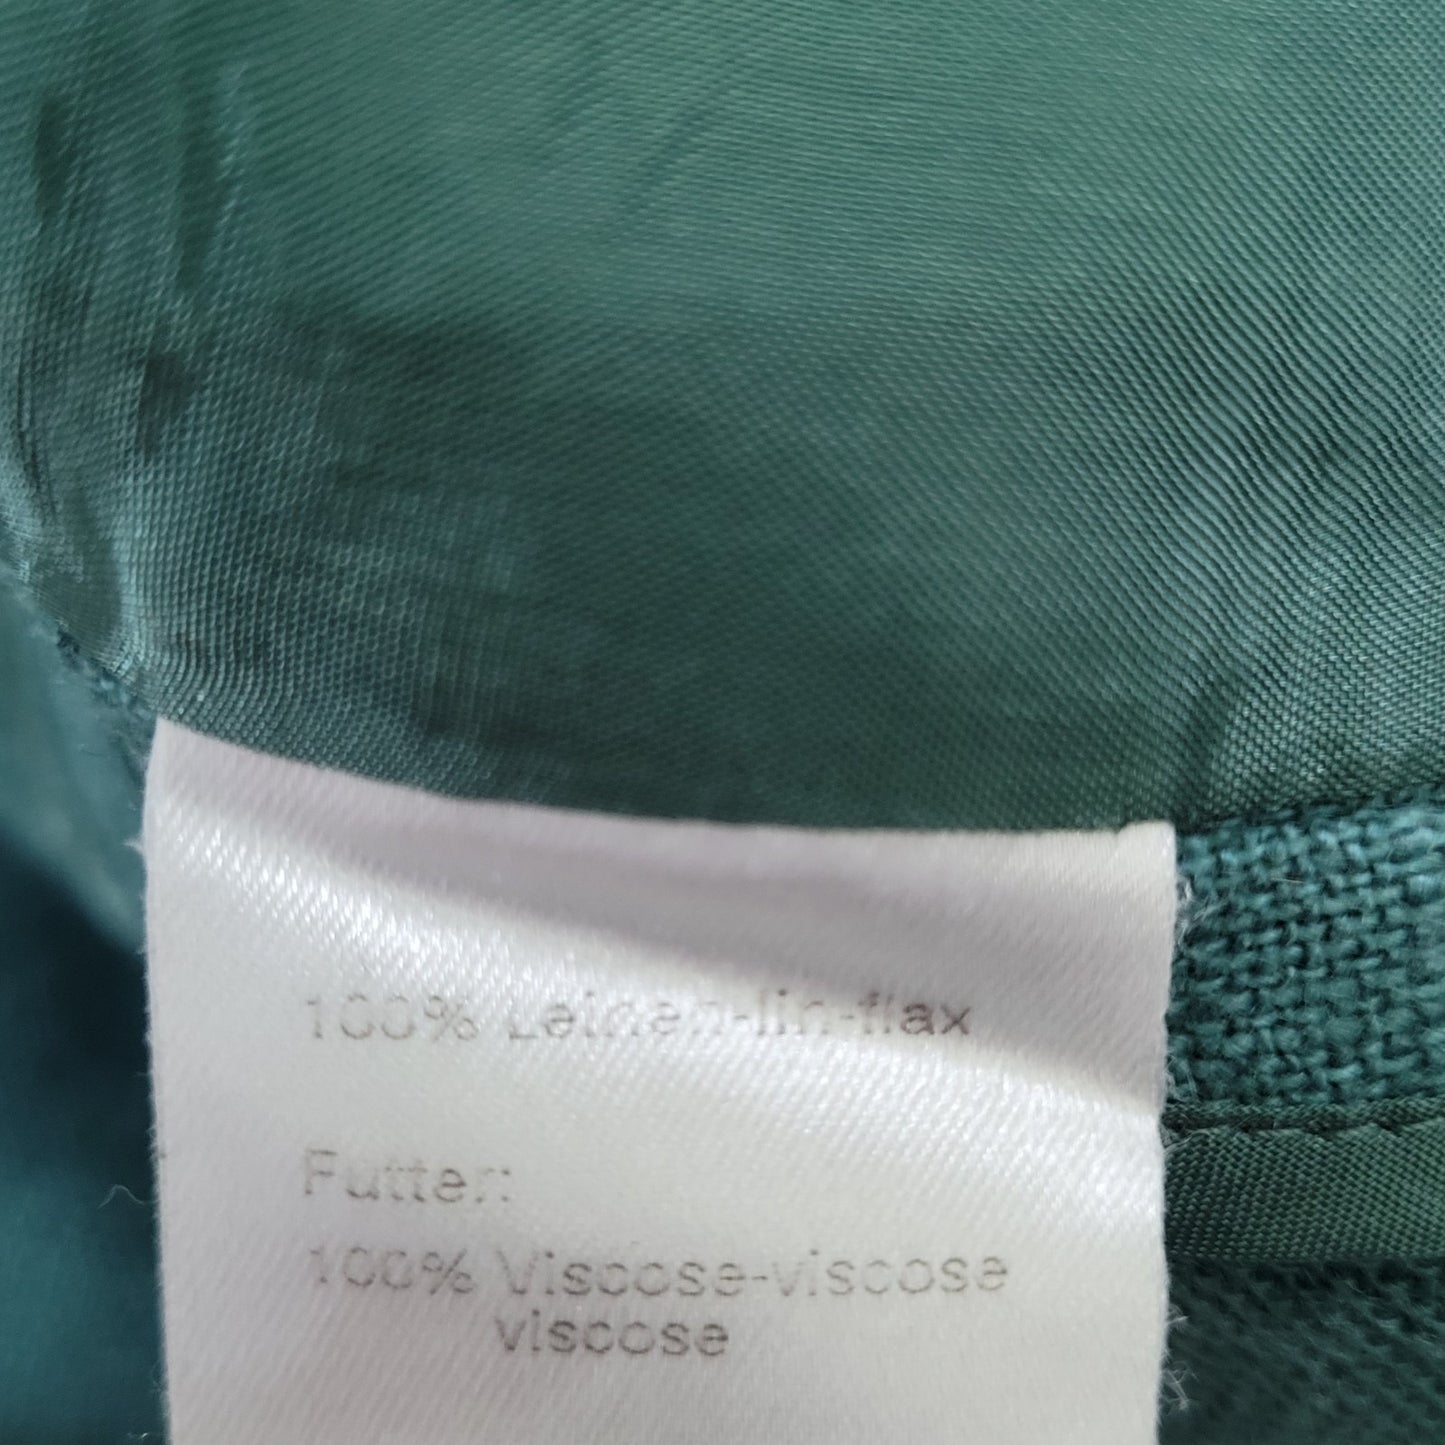 100% Leinen-lin-flax
Futter:
100% Viscose-viscose
viscose